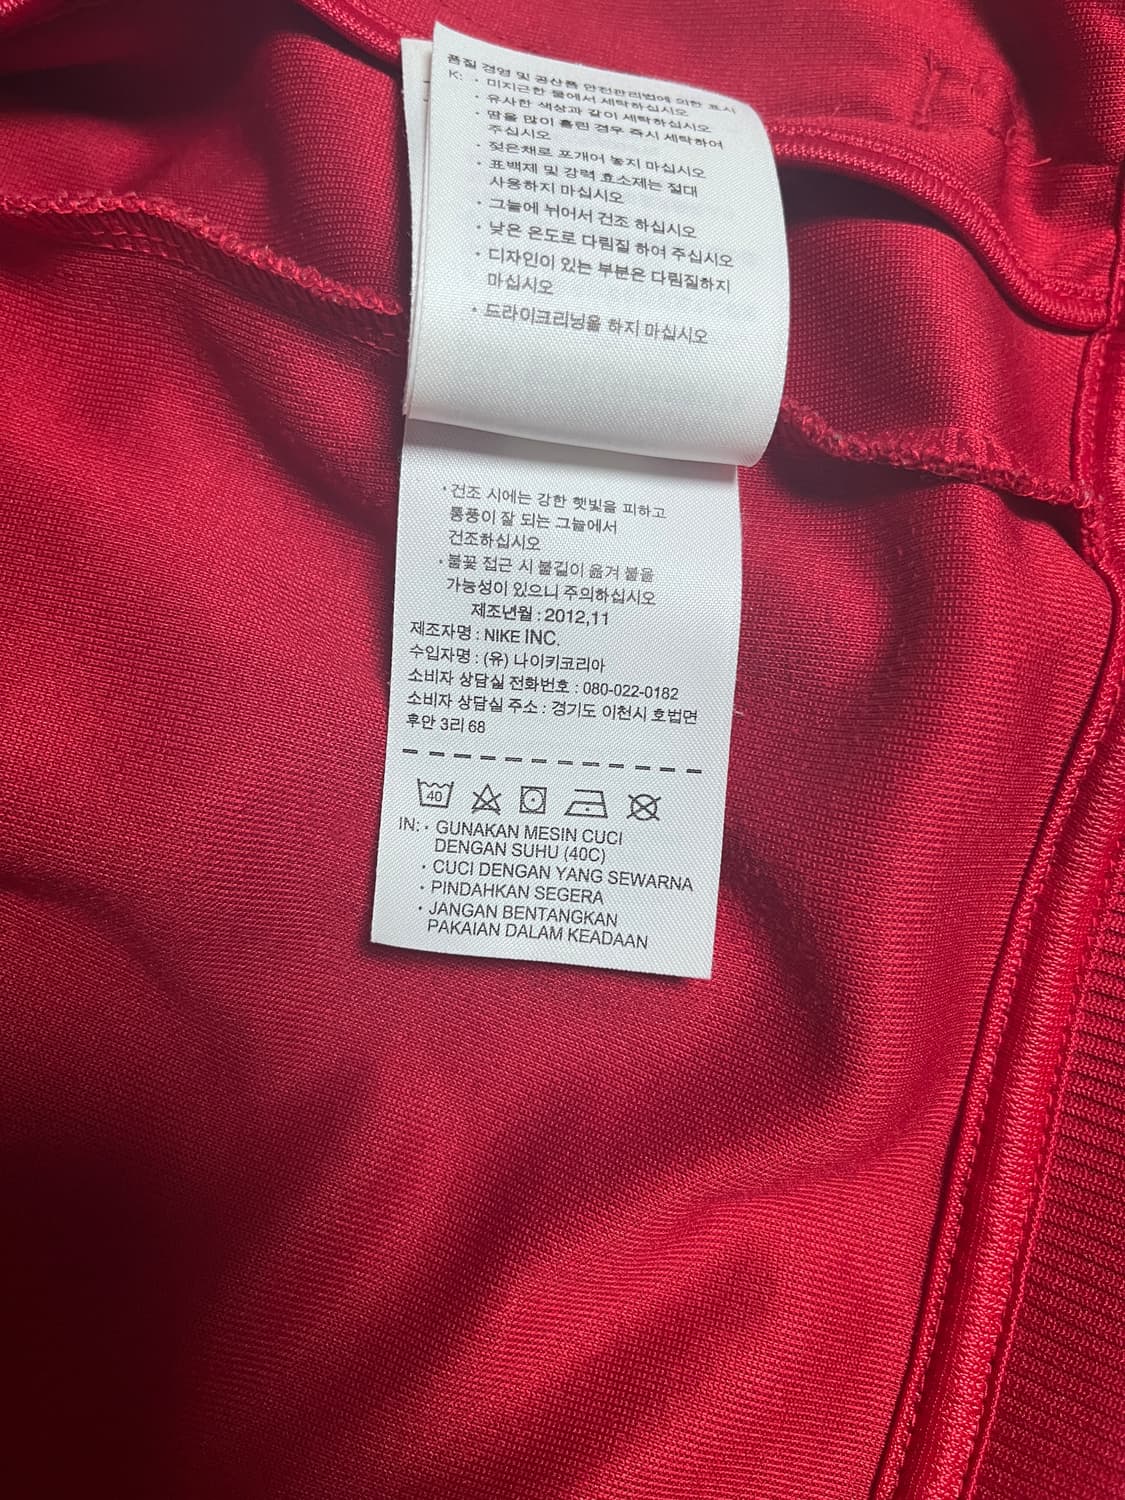 품질 경영 및 공산품 안전관리법에 의한 표시
K: · 미지근한 물에서 세탁하십시오
· 유사한 색상과 같이 세탁하십시오
· 땀을 많이 흘린 경우 즉시 세탁하여
주십시오
· 젖은채로 포개어 놓지 마십시오
· 표백제 및 강력 효소제는 절대
사용하지 마십시오
· 그늘에 뉘어서 건조 하십시오
· 낮은 온도로 다림질 하여 주십시오
· 디자인이 있는 부분은 다림질하지
마십시오
· 드라이크리닝을 하지 마십시오
· 건조 시에는 강한 햇빛을 피하고
통풍이 잘 되는 그늘에서
건조하십시오
· 불꽃 접근 시 불길이 옮겨 붙을
가능성이 있으니 주의하십시오
제조년월 : 2012,11
제조자명 : NIKE INC.
수입자명 : (유) 나이키코리아
소비자 상담실 전화번호 : 080-022-0182
소비자 상담실 주소 : 경기도 이천시 호법면
후안 3리 68
40
IN: · GUNAKAN MESIN CUCI
DENGAN SUHU (40C)
· CUCI DENGAN YANG SEWARNA
· PINDAHKAN SEGERA
· JANGAN BENTANGKAN
PAKAIAN DALAM KEADAAN